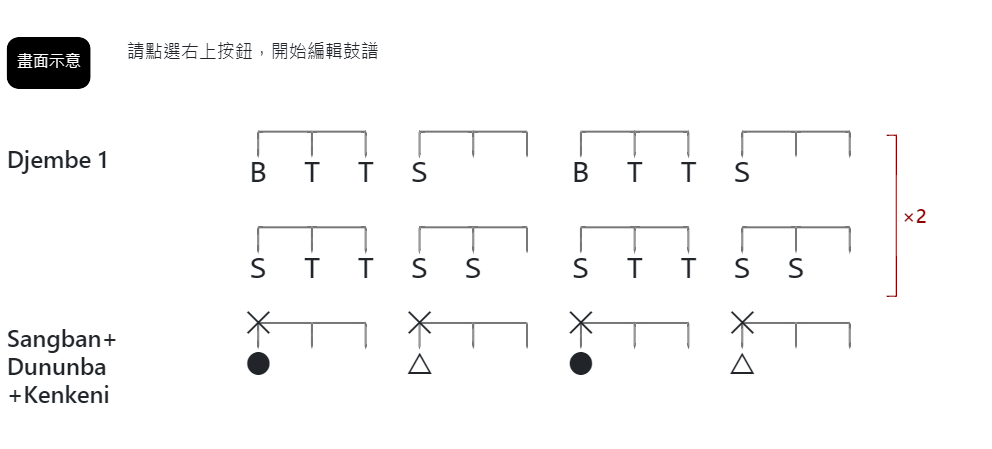 畫面示意
請點選右上按鈕，開始編輯鼓譜
Djembe 1
B T T S B T T S
×2
S T T S S S T T S S
Sangban+
Dununba
+Kenkeni